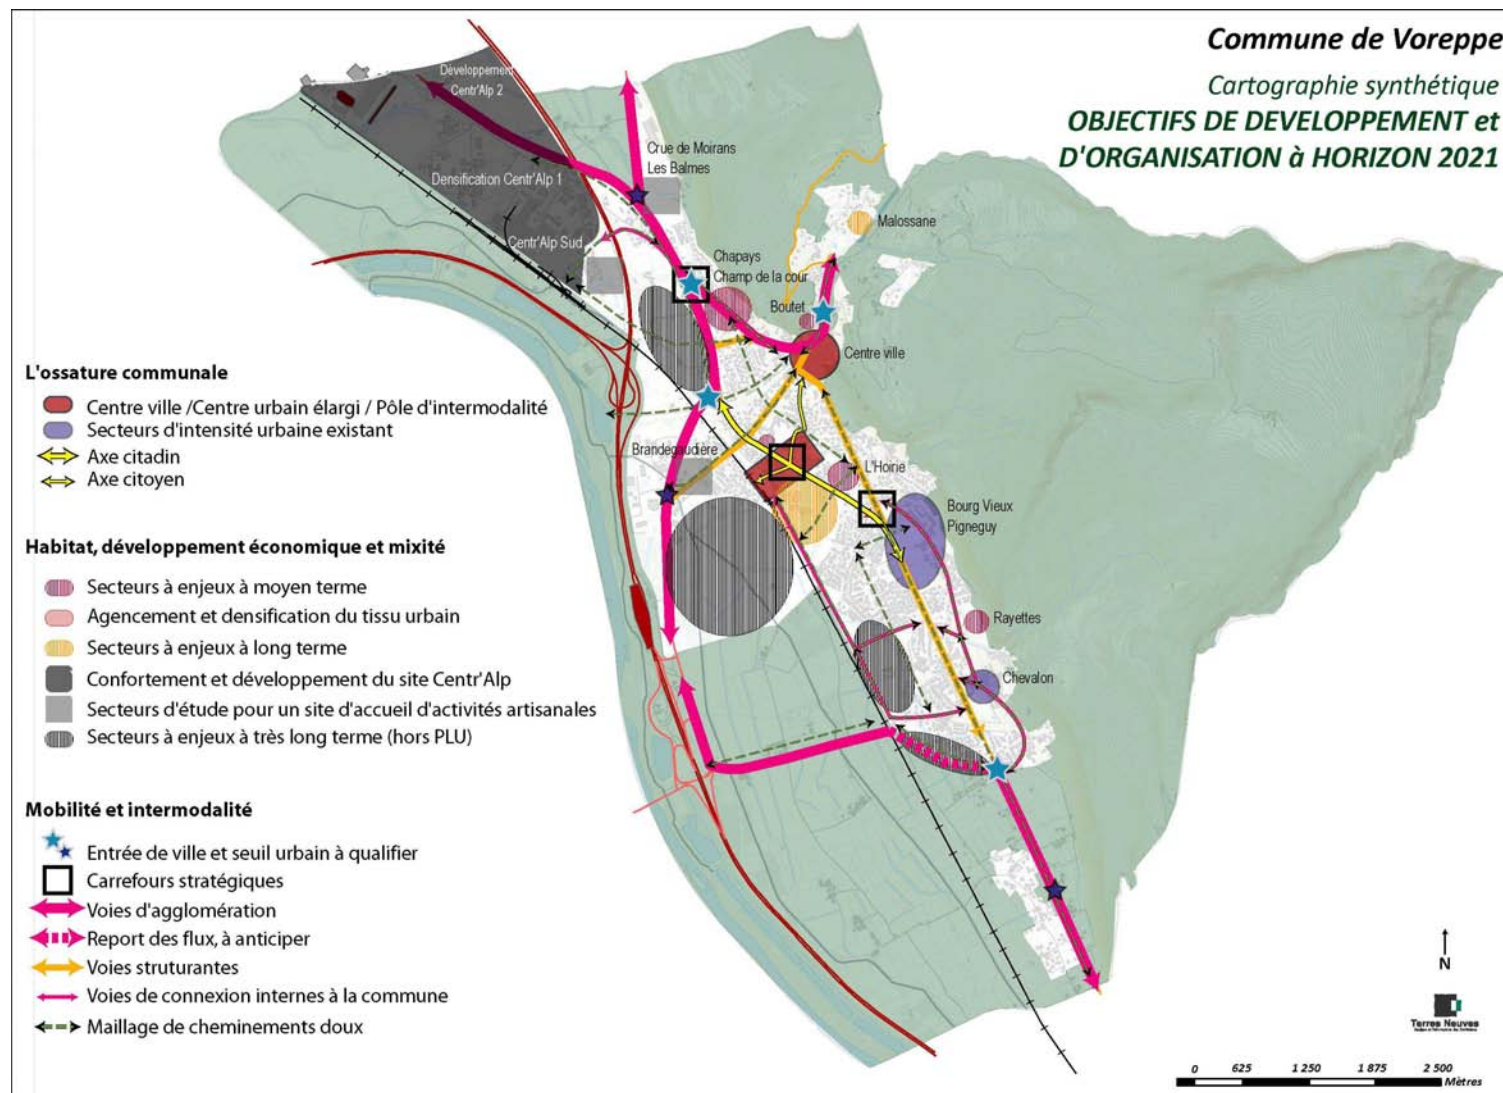 Commune de Voreppe
Cartographie synthétique
OBJECTIFS DE DEVELOPPEMENT et
D'ORGANISATION à HORIZON 2021
Développement
Centr'Alp 2
Crue de Moirans
Les Balmes
Densification Centr'Alp 1
Malossane
Centr'Alp Sud
Chapays
Champ de la cour
Boutet
Centre ville
Brandegaudière
L'Hoirie
Bourg Vieux
Pigneguy
Rayettes
Chevalon
L'ossature communale
Centre ville /Centre urbain élargi / Pôle d'intermodalité
Secteurs d'intensité urbaine existant
Axe citadin
Axe citoyen
Habitat, développement économique et mixité
Secteurs à enjeux à moyen terme
Agencement et densification du tissu urbain
Secteurs à enjeux à long terme
Confortement et développement du site Centr'Alp
Secteurs d'étude pour un site d'accueil d'activités artisanales
Secteurs à enjeux à très long terme (hors PLU)
Mobilité et intermodalité
Entrée de ville et seuil urbain à qualifier
Carrefours stratégiques
Voies d'agglomération
Report des flux, à anticiper
Voies struturantes
Voies de connexion internes à la commune
Maillage de cheminements doux
N
Terres Neuves
0 625 1 250 1 875 2 500
Mètres